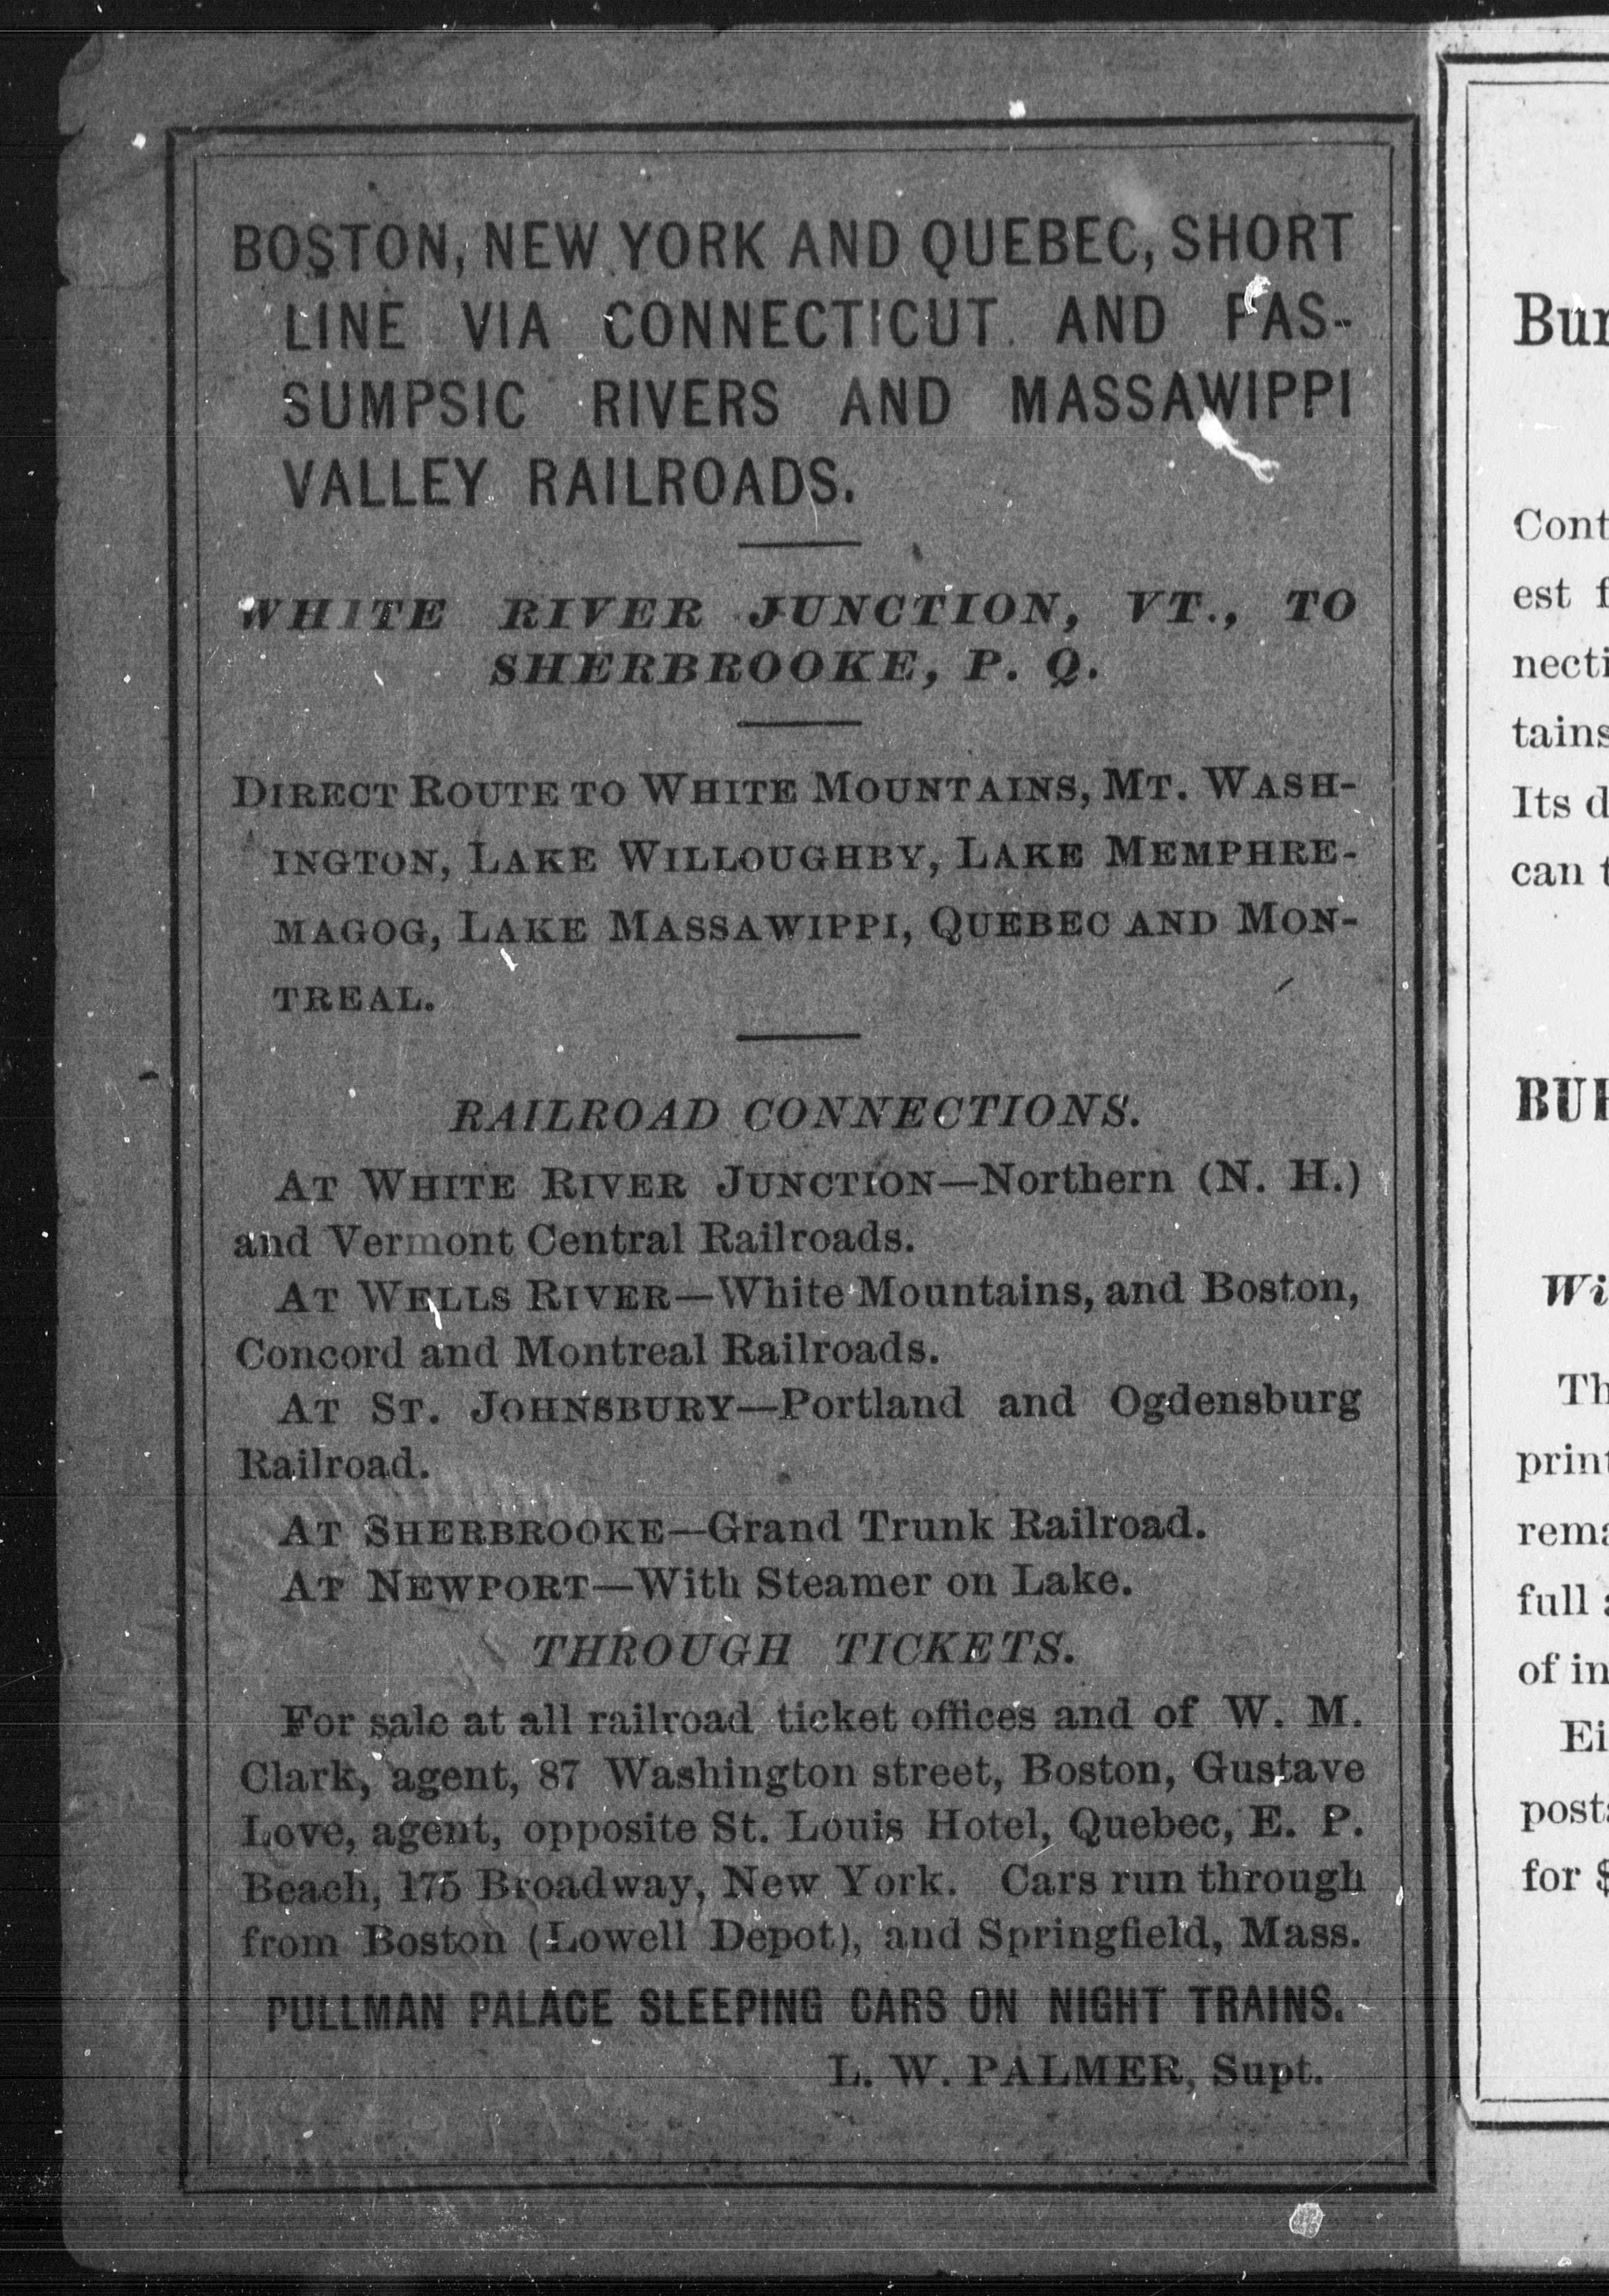 BOSTON, NEW YORK AND QUEBEC, SHORT
LINE VIA CONNECTICUT AND PAS-
SUMPSIC RIVERS AND MASSAWIPPI
VALLEY RAILROADS.
WHITE RIVER JUNCTION, VT., TO
SHERBROOKE, P. Q.
DIRECT ROUTE TO WHITE MOUNTAINS, MT. WASH-
INGTON, LAKE WILLOUGHBY, LAKE MEMPHRE-
MAGOG, LAKE MASSAWIPPI, QUEBEC AND MON-
TREAL.
RAILROAD CONNECTIONS.
AT WHITE RIVER JUNCTION—Northern (N. H.)
and Vermont Central Railroads.
AT WELLS RIVER—White Mountains, and Boston,
Concord and Montreal Railroads.
AT ST. JOHNSBURY—Portland and Ogdensburg
Railroad.
AT SHERBROOKE—Grand Trunk Railroad.
AT NEWPORT—With Steamer on Lake.
THROUGH TICKETS.
For sale at all railroad ticket offices and of W. M.
Clark, agent, 87 Washington street, Boston, Gustave
Love, agent, opposite St. Louis Hotel, Quebec, E. P.
Beach, 175 Broadway, New York. Cars run through
from Boston (Lowell Depot), and Springfield, Mass.
PULLMAN PALACE SLEEPING CARS ON NIGHT TRAINS.
L. W. PALMER, Supt.
Cont
est f
necti
tains
Its d
can t
Wi
Th
print
rema
full
of in
Ei
posta
for $